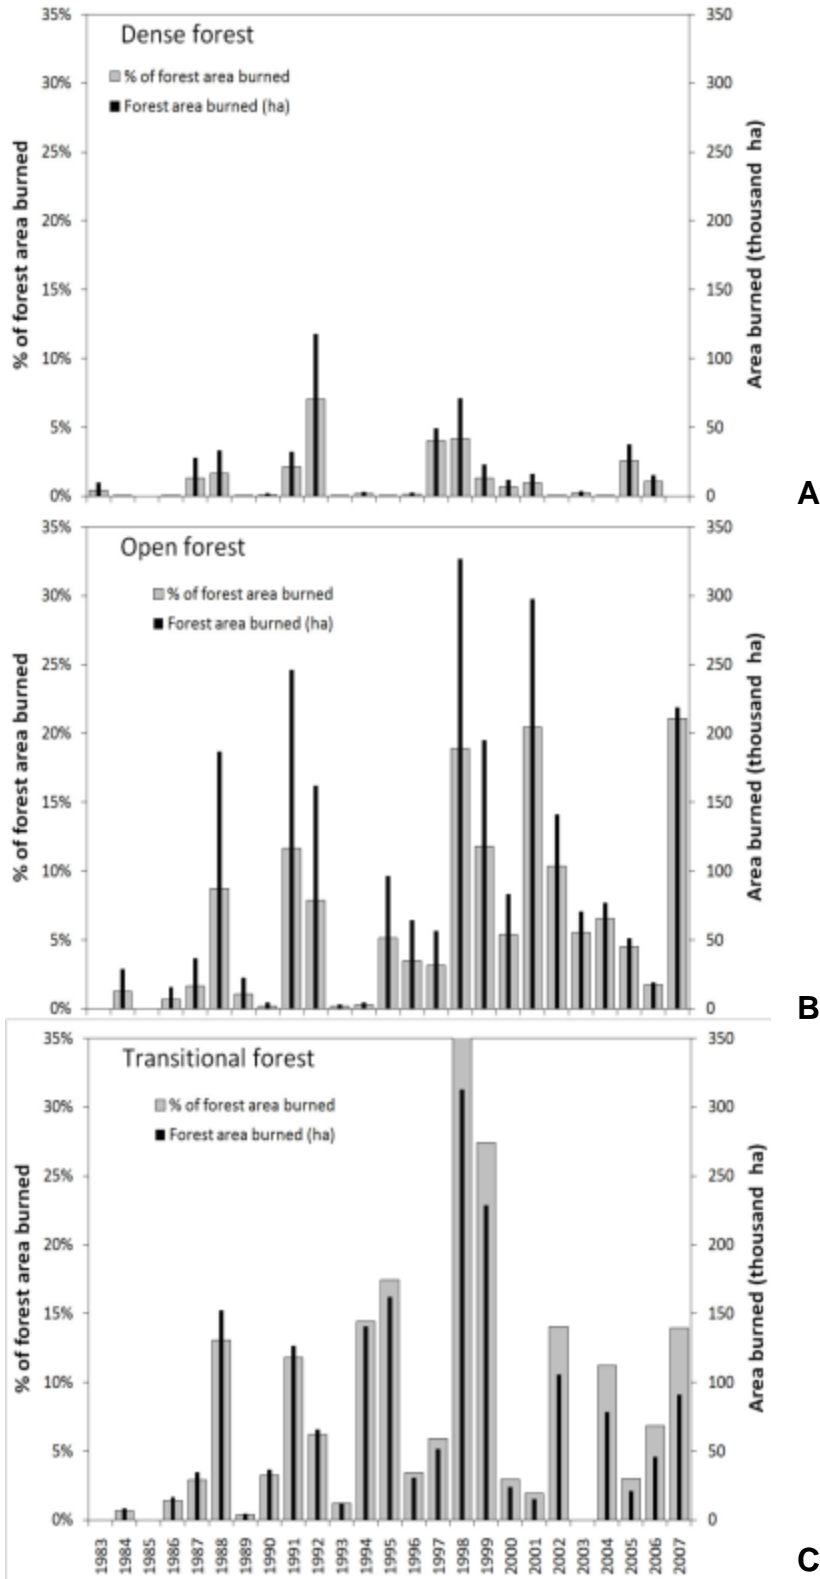 Dense forest
% of forest area burned
Forest area burned (ha)
35%
30%
25%
20%
15%
10%
5%
0%
% of forest area burned
350
300
250
200
150
100
50
0
Area burned (thousand ha)
A
Open forest
% of forest area burned
Forest area burned (ha)
35%
30%
25%
20%
15%
10%
5%
0%
% of forest area burned
350
300
250
200
150
100
50
0
Area burned (thousand ha)
B
Transitional forest
% of forest area burned
Forest area burned (ha)
35%
30%
25%
20%
15%
10%
5%
0%
% of forest area burned
350
300
250
200
150
100
50
0
Area burned (thousand ha)
1983 1984 1985 1986 1987 1988 1989 1990 1991 1992 1993 1994 1995 1996 1997 1998 1999 2000 2001 2002 2003 2004 2005 2006 2007
C